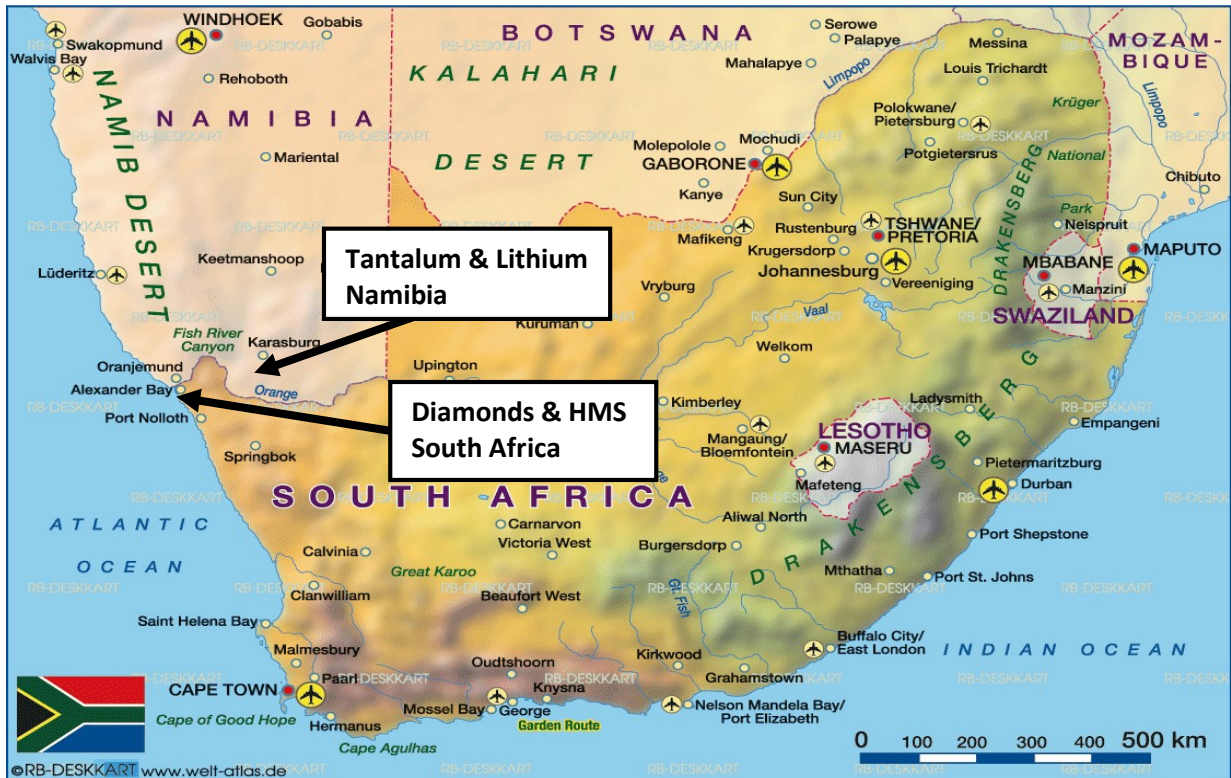 WINDHOEK
Gobabis
BOTSWANA
Serowe
Palapye
Messina
MOZAM-
BIQUE
Swakopmund
Walvis Bay
Rehoboth
KALAHARI
Mahalapye
Limpopo
Louis Trichardt
NAMIB DESERT
NAMIBIA
Polokwane/
Pietersburg
Krüger
Limpopo
Mariental
DESERT
Molepolole
Mochudi
GABORONE
Potgietersrus
National
Kanye
Sun City
Chibuto
Park
Mafikeng
Rustenburg
TSHWANE/
PRETORIA
DRAKENSBERG
Nelspruit
Krugersdorp
MAPUTO
Lüderitz
Keetmanshoop
Tantalum & Lithium
Namibia
Johannesburg
MBABANE
Vereeniging
Manzini
Vryburg
SWAZILAND
Fish River
Canyon
Kuruman
Vaal
Karasburg
Welkom
Oranjemund
Upington
Alexander Bay
Orange
Diamonds & HMS
South Africa
Kimberley
Ladysmith
Port Nolloth
Mangaung/
Bloemfontein
LESOTHO
MASERU
Empangeni
Springbok
Mafeteng
Pietermaritzburg
Durban
SOUTH AFRICA
DRAKENSBERG
ATLANTIC
OCEAN
Carnarvon
Victoria West
Aliwal North
Port Shepstone
Calvinia
Burgersdorp
Great Karoo
Mthatha
Port St. Johns
Clanwilliam
Beaufort West
Gr. Fish
Saint Helena Bay
Buffalo City/
East London
INDIAN OCEAN
Malmesbury
Oudtshoorn
Kirkwood
Grahamstown
CAPE TOWN
Paarl
Knysna
Mossel Bay
George
Nelson Mandela Bay/
Port Elizabeth
Cape of Good Hope
Hermanus
Garden Route
Cape Agulhas
0 100 200 300 400 500 km
©RB-DESKKART www.welt-atlas.de
RB-DESKKART